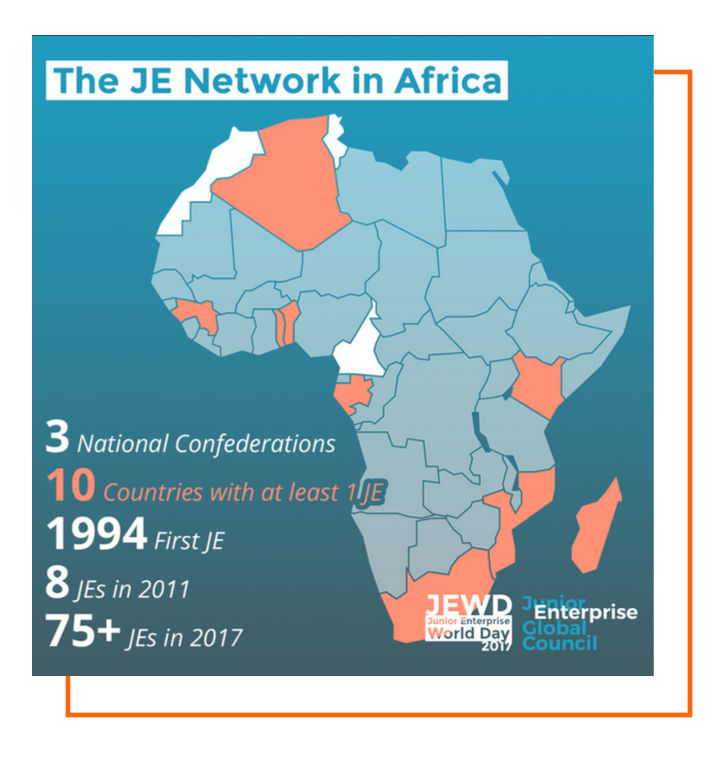 The JE Network in Africa
3 National Confederations
10 Countries with at least 1 JE
1994 First JE
8 JEs in 2011
75+ JEs in 2017
JEWD
Junior Enterprise
World Day
2017
Junior
Enterprise
Global
Council